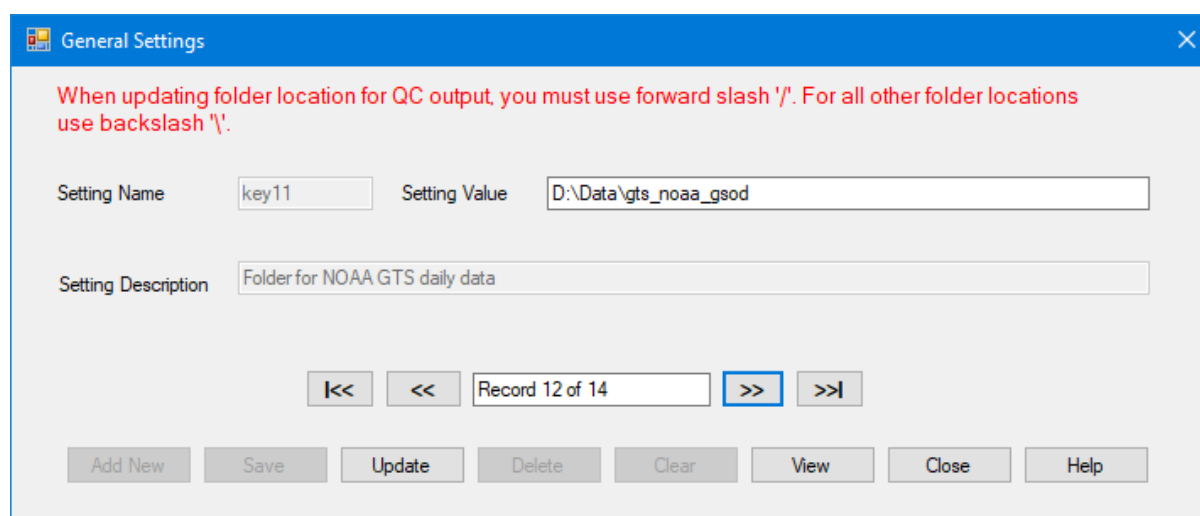 General Settings
When updating folder location for QC output, you must use forward slash '/'. For all other folder locations
use backslash '\'.
Setting Name key11 Setting Value D:\Data\gts_noaa_gsod
Setting Description Folder for NOAA GTS daily data
|<< << Record 12 of 14 >> >>|
Add New Save Update Delete Clear View Close Help